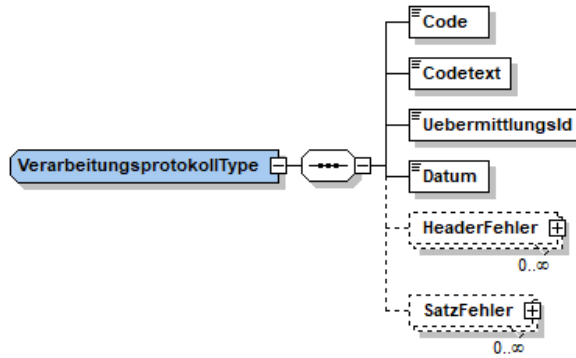 Code
Codetext
UebermittlungsId
VerarbeitungsprotokollType
Datum
HeaderFehler
0..∞
SatzFehler
0..∞